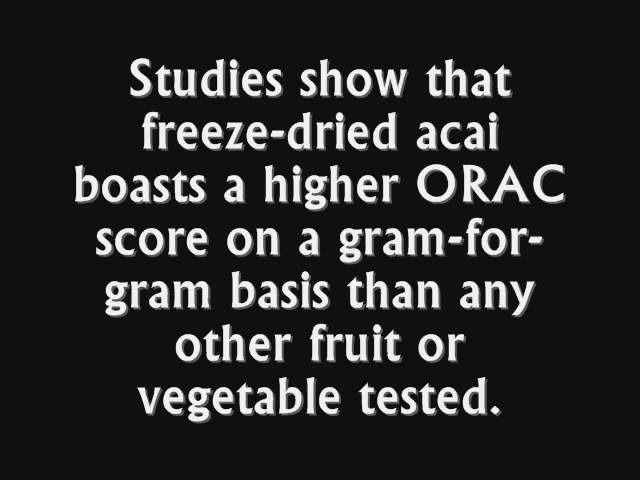 Studies show that
freeze-dried acai
boasts a higher ORAC
score on a gram-for-
gram basis than any
other fruit or
vegetable tested.